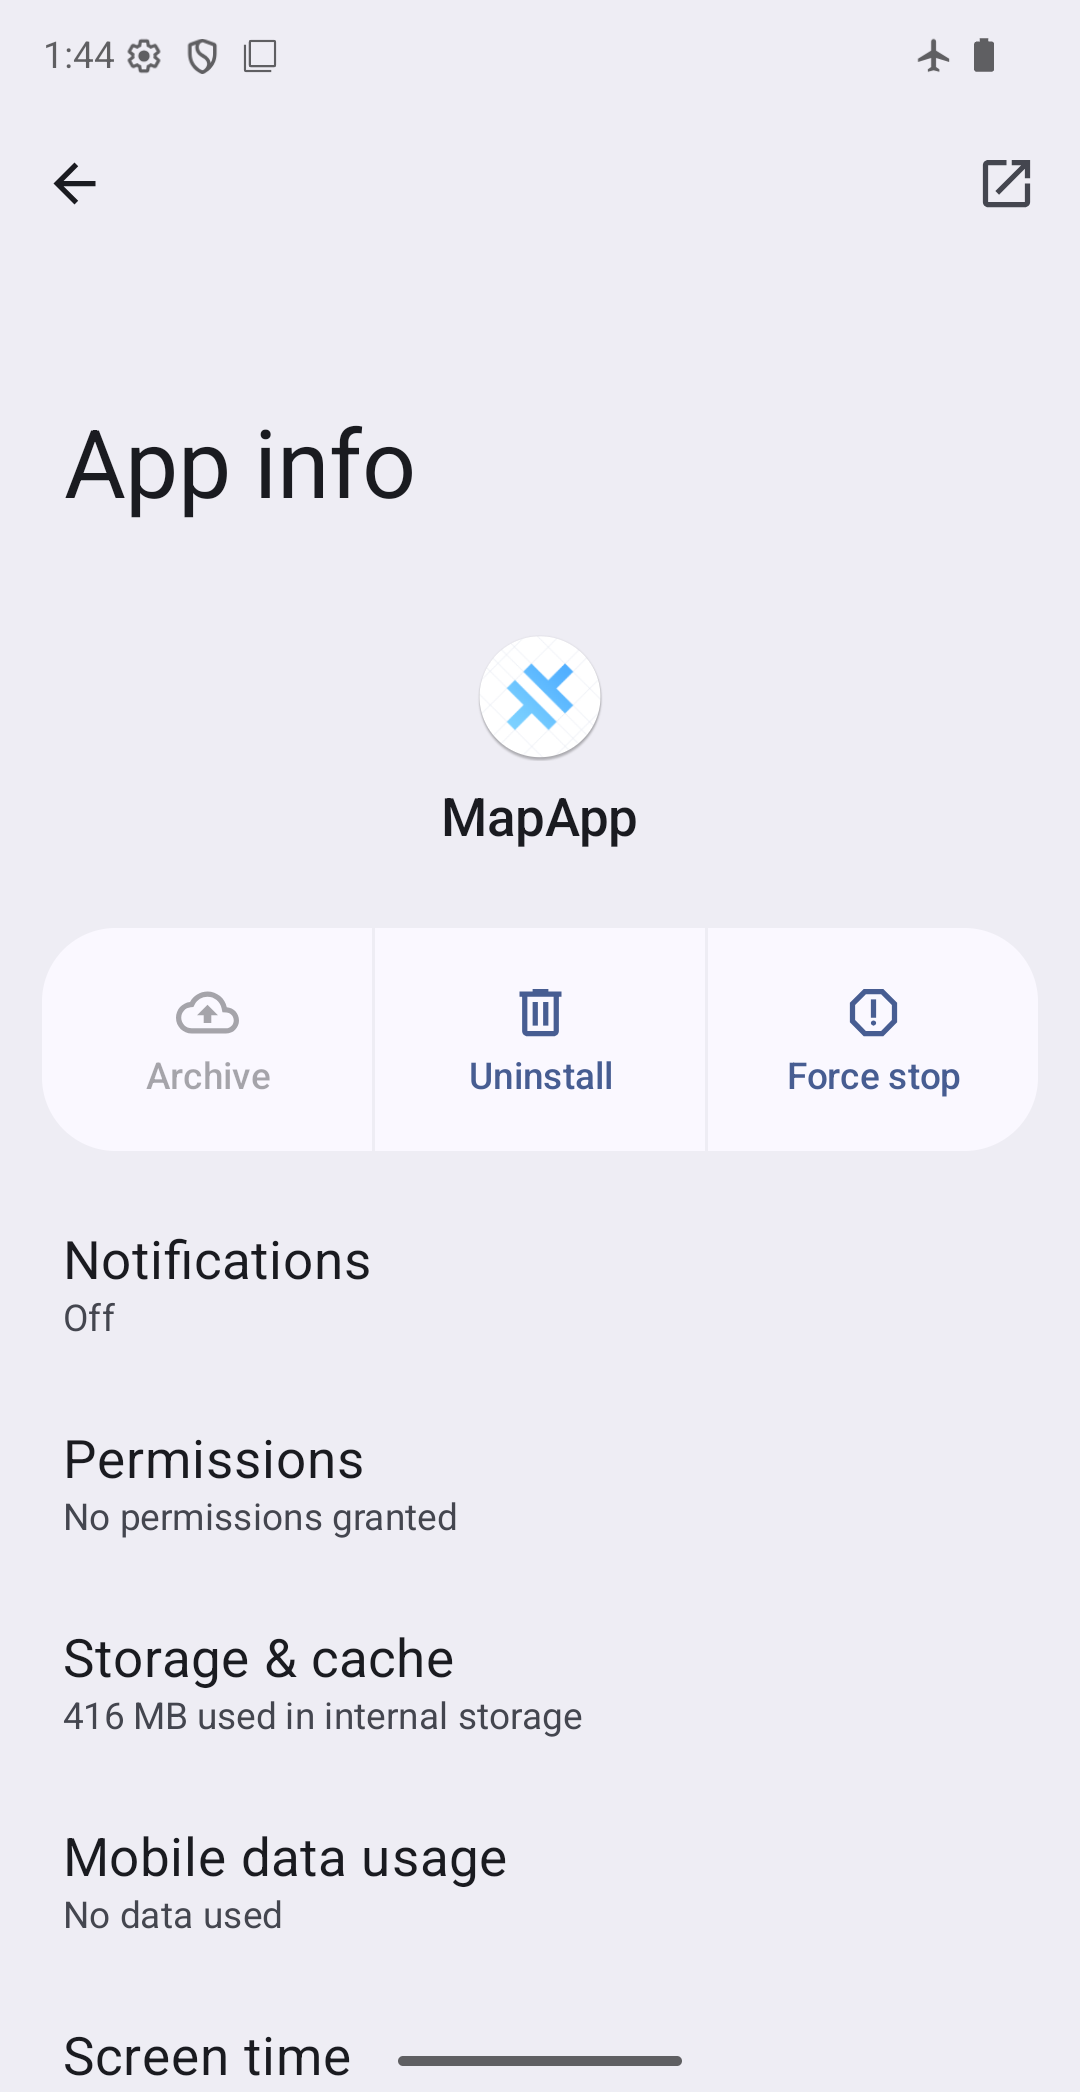 1:44
App info
MapApp
Archive
Uninstall
Force stop
Notifications
Off
Permissions
No permissions granted
Storage & cache
416 MB used in internal storage
Mobile data usage
No data used
Screen time